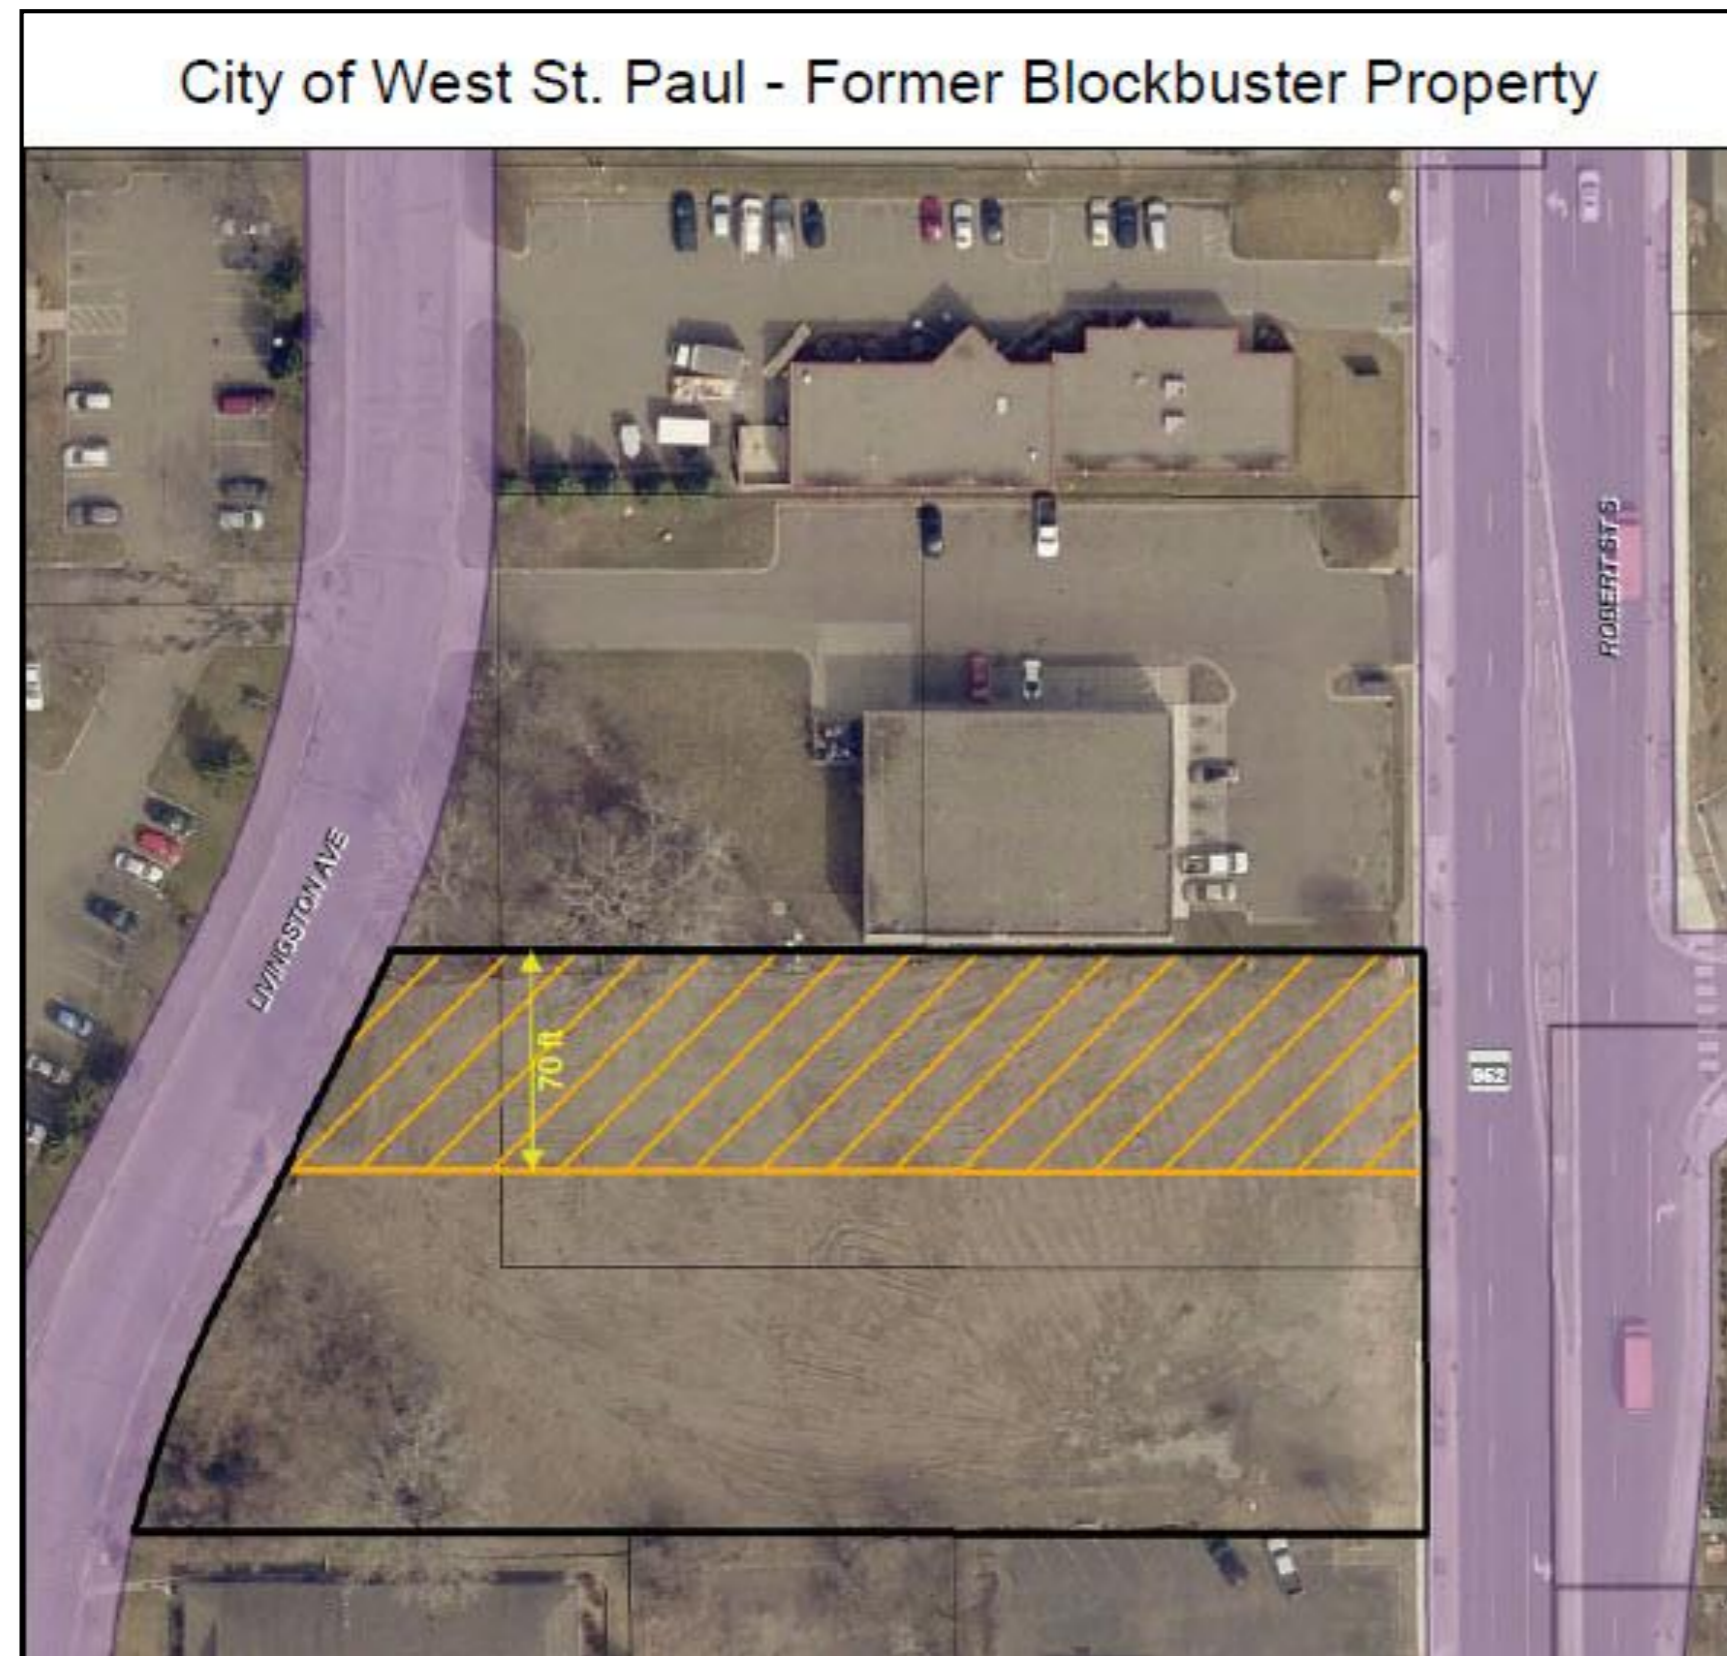 City of West St. Paul - Former Blockbuster Property
ROBERT ST S
LIVINGSTON AVE
70 ft
952